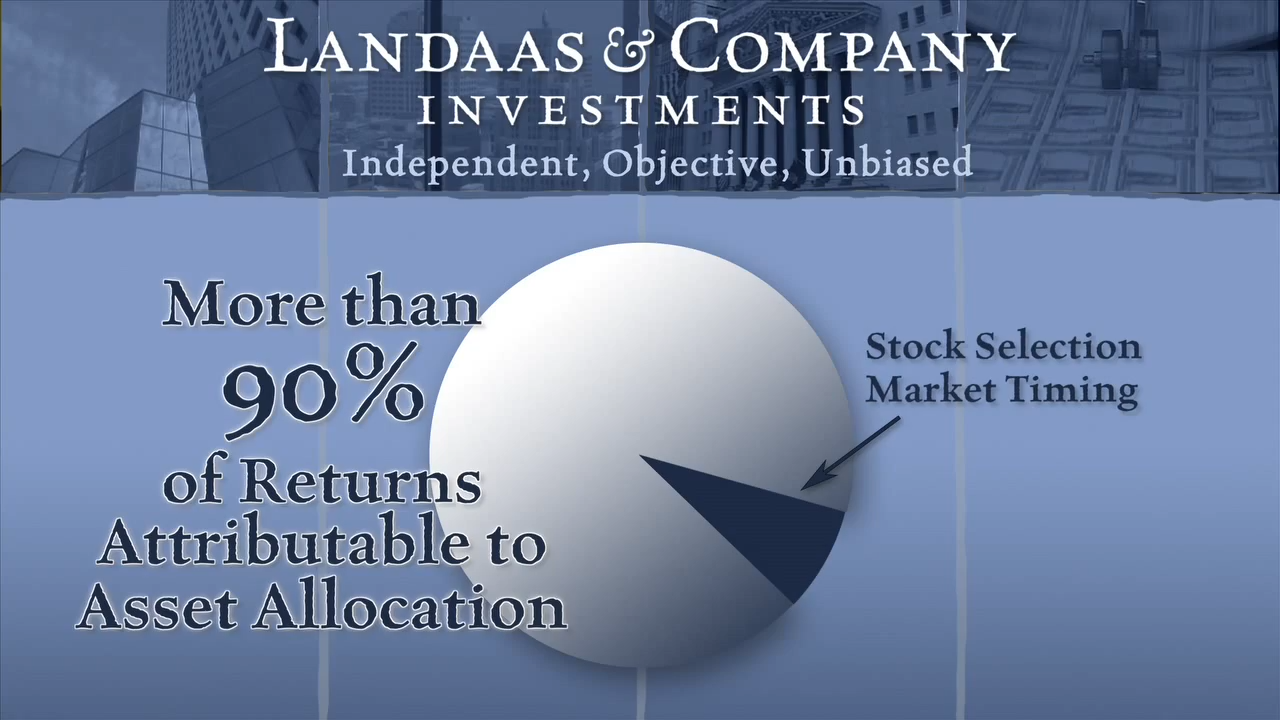 LANDAAS & COMPANY
INVESTMENTS
Independent, Objective, Unbiased
More than
90%
of Returns
Attributable to
Asset Allocation
Stock Selection
Market Timing